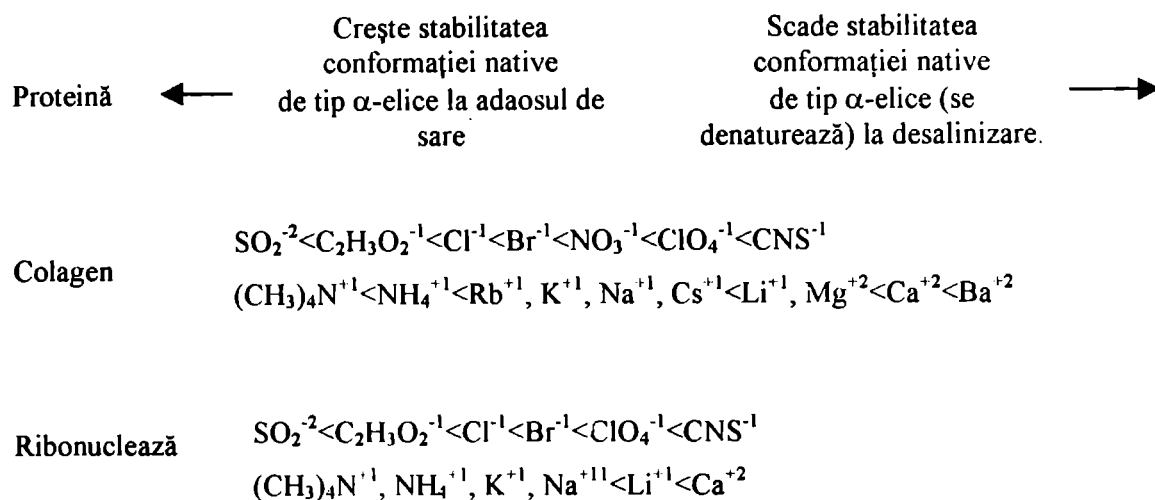 Proteină
Crește stabilitatea
conformației native
de tip α-elice la adaosul de
sare
Scade stabilitatea
conformației native
de tip α-elice (se
denaturează) la desalinizare.
Colagen
SO₂⁻²<C₂H₃O₂⁻¹<Cl⁻¹<Br⁻¹<NO₃⁻¹<ClO₄⁻¹<CNS⁻¹
(CH₃)₄N⁺¹<NH₄⁺¹<Rb⁺¹, K⁺¹, Na⁺¹, Cs⁺¹<Li⁺¹, Mg⁺²<Ca⁺²<Ba⁺²
Ribonuclează
SO₂⁻²<C₂H₃O₂⁻¹<Cl⁻¹<Br⁻¹<ClO₄⁻¹<CNS⁻¹
(CH₃)₄N⁺¹, NH₄⁺¹, K⁺¹, Na⁺¹¹<Li⁺¹<Ca⁺²